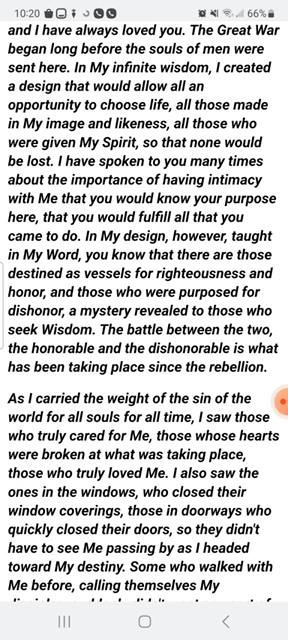 10:20 66%
and I have always loved you. The Great War
began long before the souls of men were
sent here. In My infinite wisdom, I created
a design that would allow all an
opportunity to choose life, all those made
in My image and likeness, all those who
were given My Spirit, so that none would
be lost. I have spoken to you many times
about the importance of having intimacy
with Me that you would know your purpose
here, that you would fulfill all that you
came to do. In My design, however, taught
in My Word, you know that there are those
destined as vessels for righteousness and
honor, and those who were purposed for
dishonor, a mystery revealed to those who
seek Wisdom. The battle between the two,
the honorable and the dishonorable is what
has been taking place since the rebellion.
As I carried the weight of the sin of the
world for all souls for all time, I saw those
who truly cared for Me, those whose hearts
were broken at what was taking place,
those who truly loved Me. I also saw the
ones in the windows, who closed their
window coverings, those in doorways who
quickly closed their doors, so they didn't
have to see Me passing by as I headed
toward My destiny. Some who walked with
Me before, calling themselves My